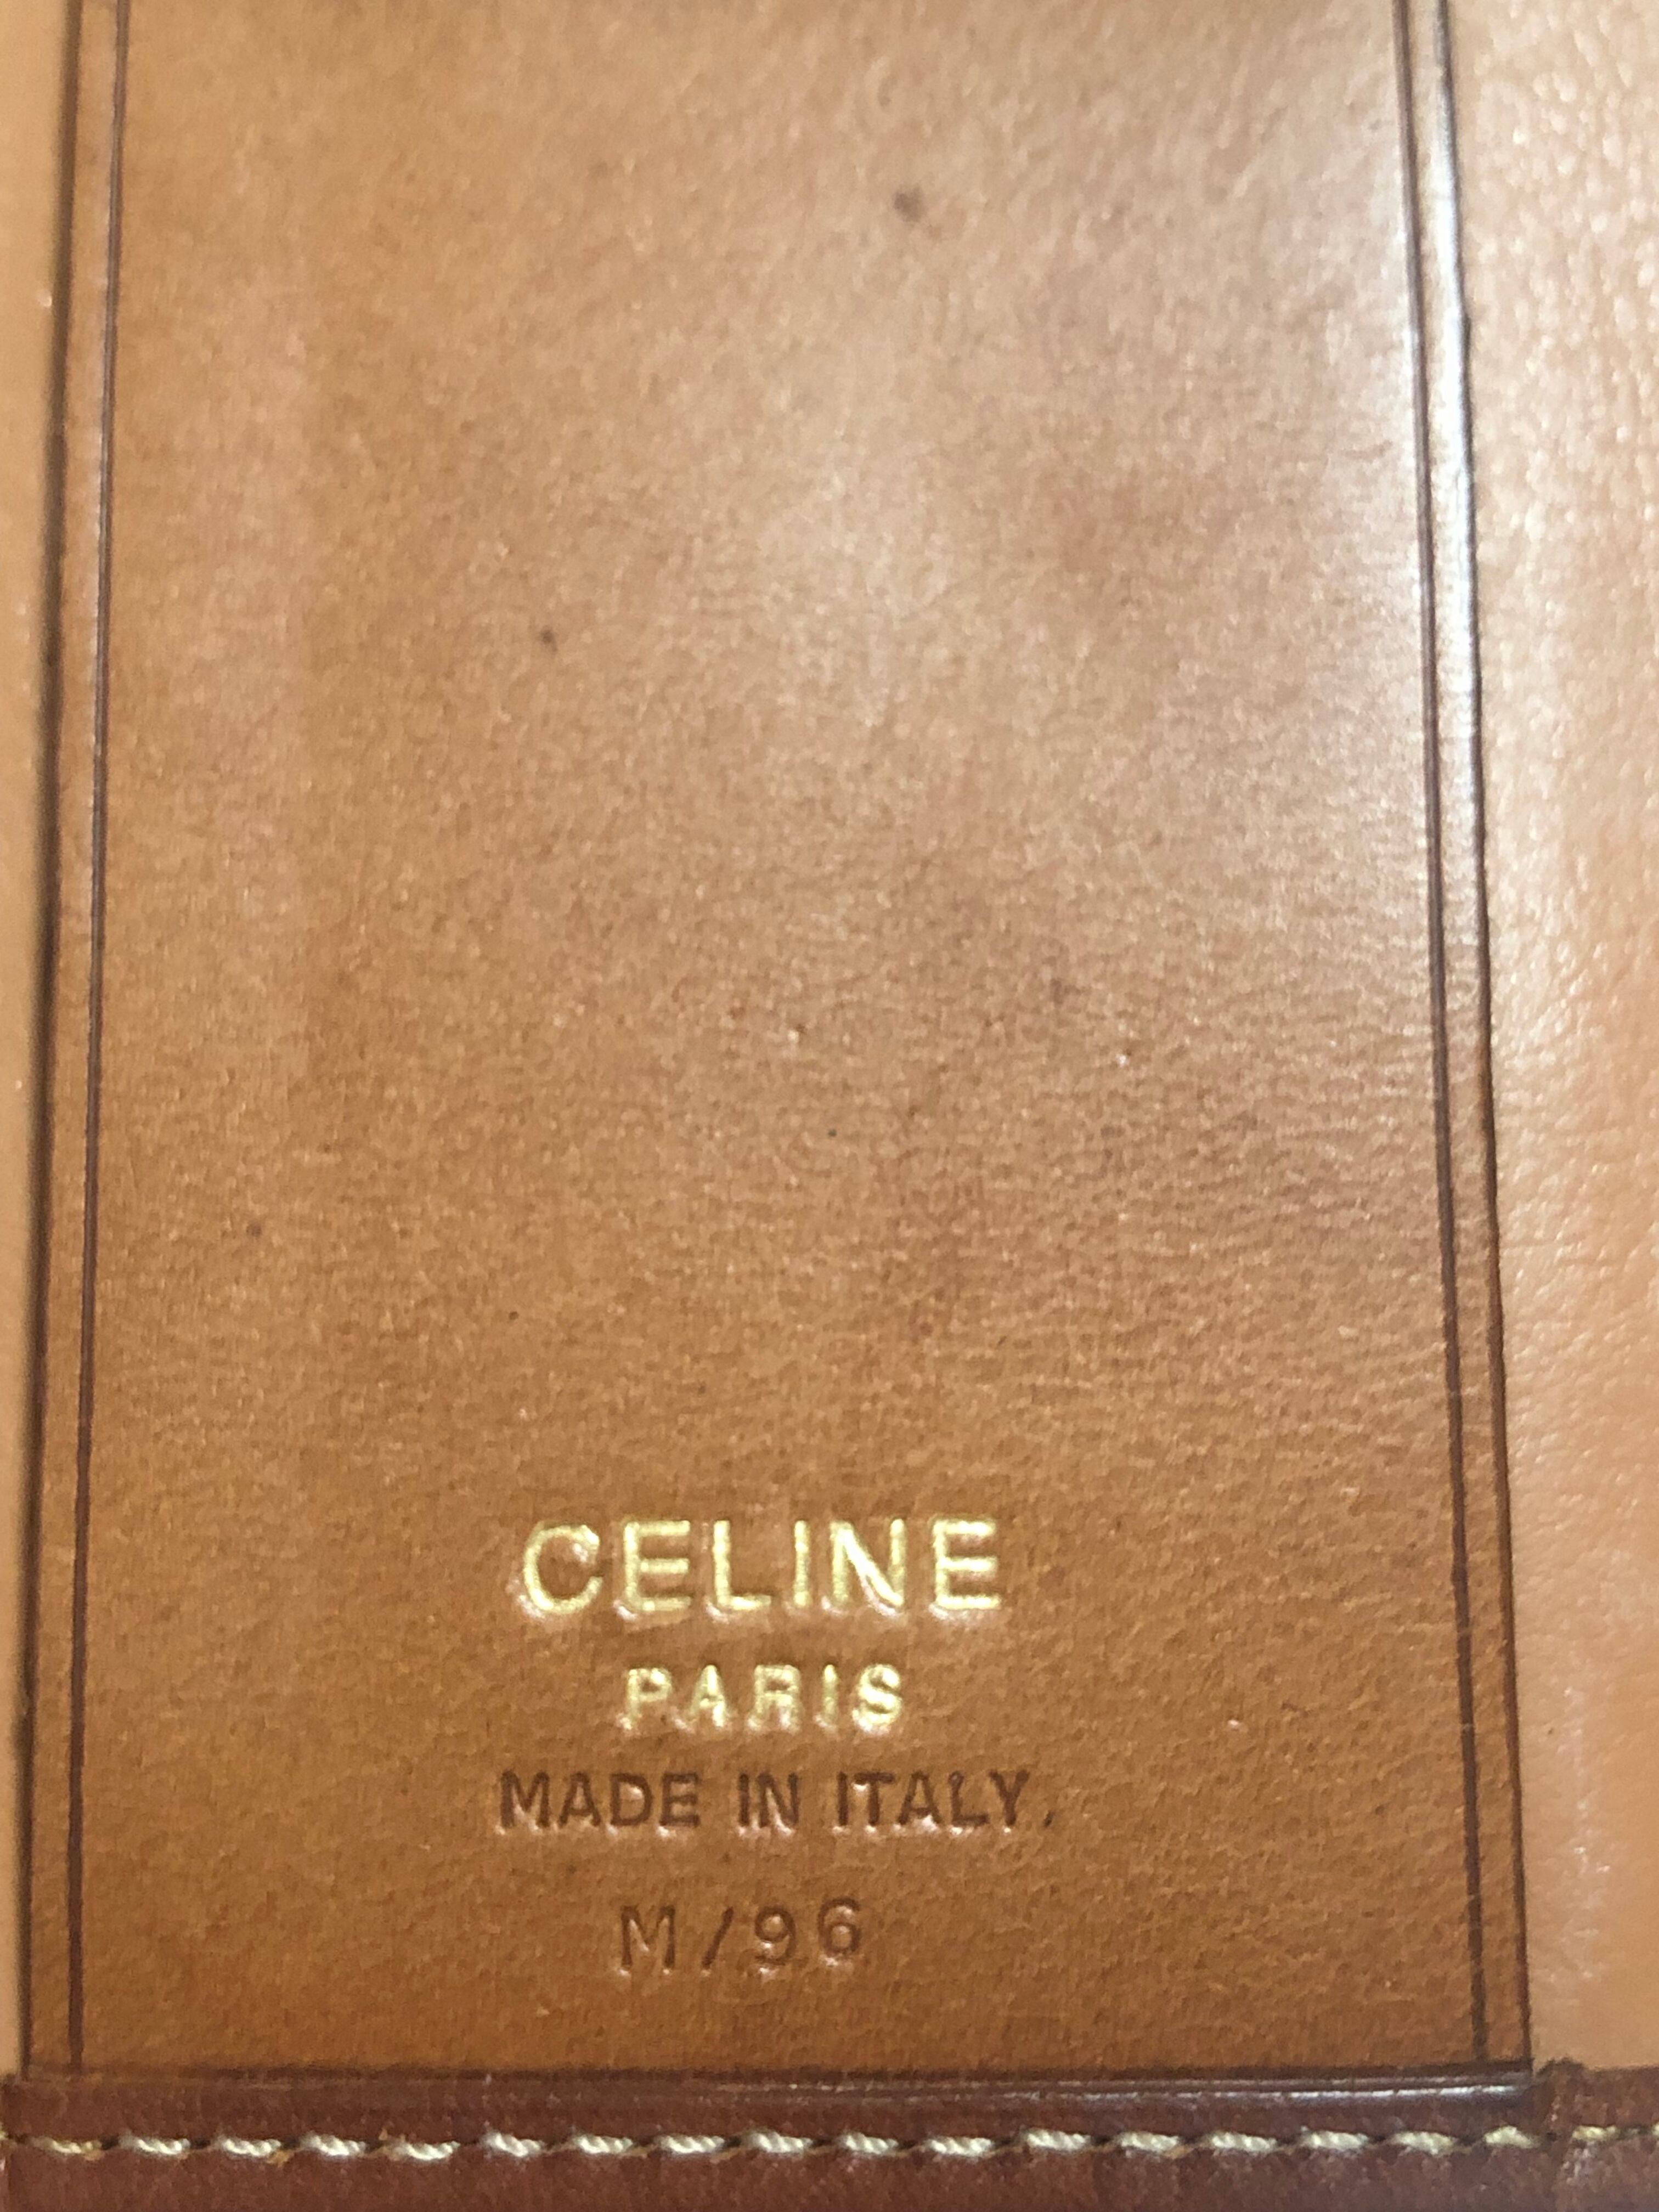 CELINE
PARIS
MADE IN ITALY.
M/96